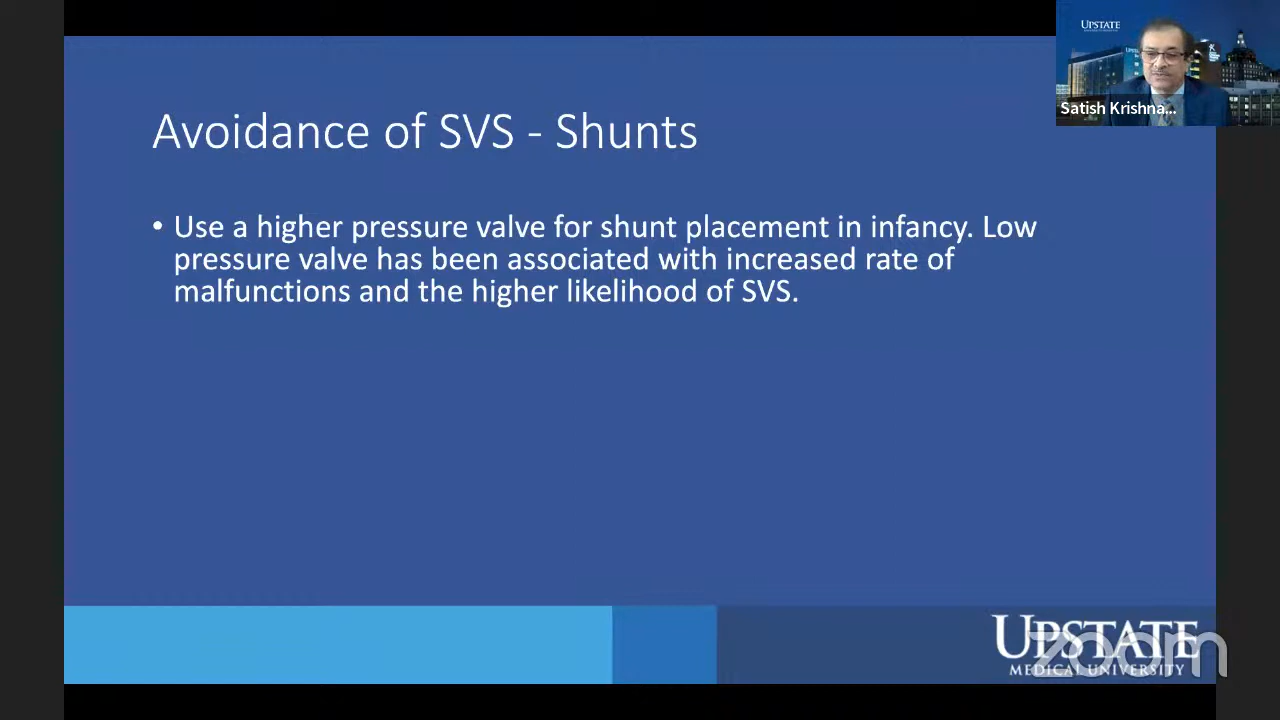 UPSTATE
Satish Krishna...
Avoidance of SVS - Shunts
• Use a higher pressure valve for shunt placement in infancy. Low
pressure valve has been associated with increased rate of
malfunctions and the higher likelihood of SVS.
UPSTATE
MEDICAL UNIVERSITY
zoom